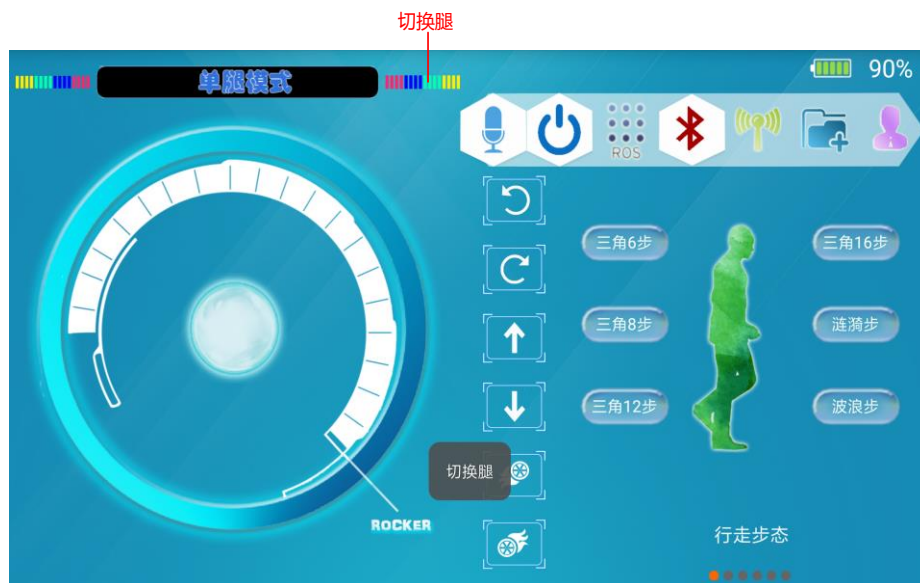 切换腿
单腿模式
90%
ROS
三角6步
三角16步
三角8步
涟漪步
三角12步
波浪步
切换腿
ROCKER
行走步态